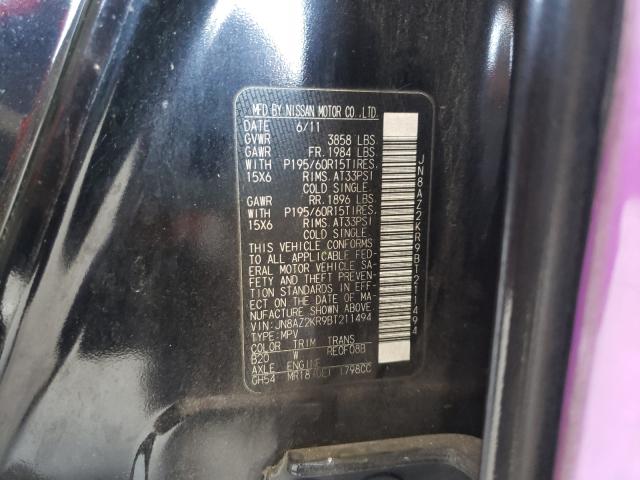 MFD BY NISSAN MOTOR CO.,LTD.
DATE 6/11
GVWR 3858 LBS
GAWR FR. 1984 LBS
WITH P195/60R15TIRES,
15X6 RIMS, AT33PSI
COLD SINGLE.
GAWR RR. 1896 LBS
WITH P195/60R15TIRES,
15X6 RIMS, AT33PSI
COLD SINGLE.
THIS VEHICLE CONFORMS
TO ALL APPLICABLE FED-
ERAL MOTOR VEHICLE SA-
FETY AND THEFT PREVEN-
TION STANDARDS IN EFF-
ECT ON THE DATE OF MA-
NUFACTURE SHOWN ABOVE.
VIN: JN8AZ2KR9BT211494
TYPE: MPV
COLOR TRIM TRANS
B20 W RE0F08B
AXLE ENGINE
GH54 MR18(DE) 1798CC
JN8AZ2KR9BT211494